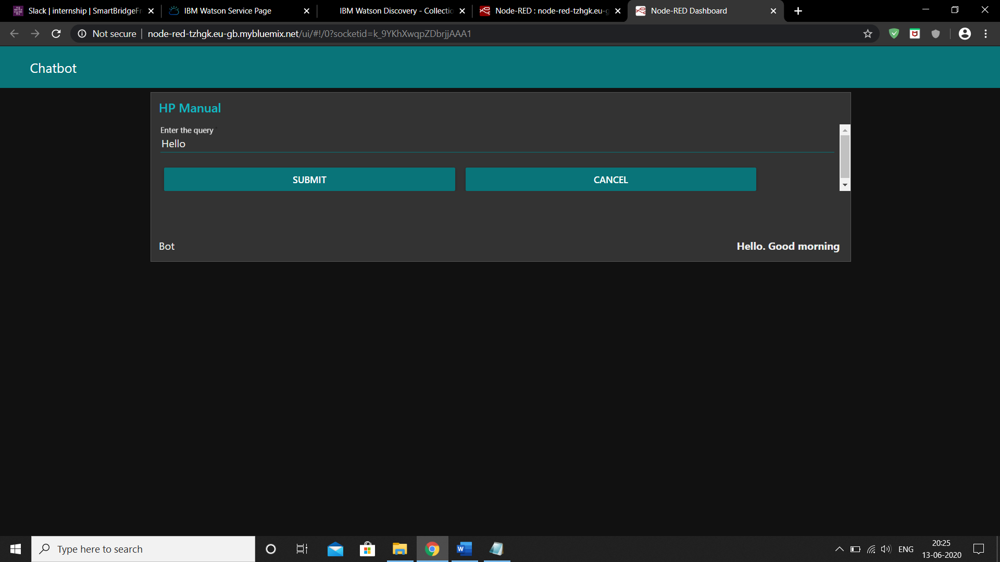 Slack | internship | SmartBridgeFr
IBM Watson Service Page
IBM Watson Discovery - Collectio
Node-RED : node-red-tzhgk.eu-g
Node-RED Dashboard
Not secure
node-red-tzhgk.eu-gb.mybluemix.net/ui/#!/0?socketid=k_9YKhXwqpZDbrjjAAA1
Chatbot
HP Manual
Enter the query
Hello
SUBMIT CANCEL
Bot Hello. Good morning
Type here to search
W
ENG
20:25
13-06-2020